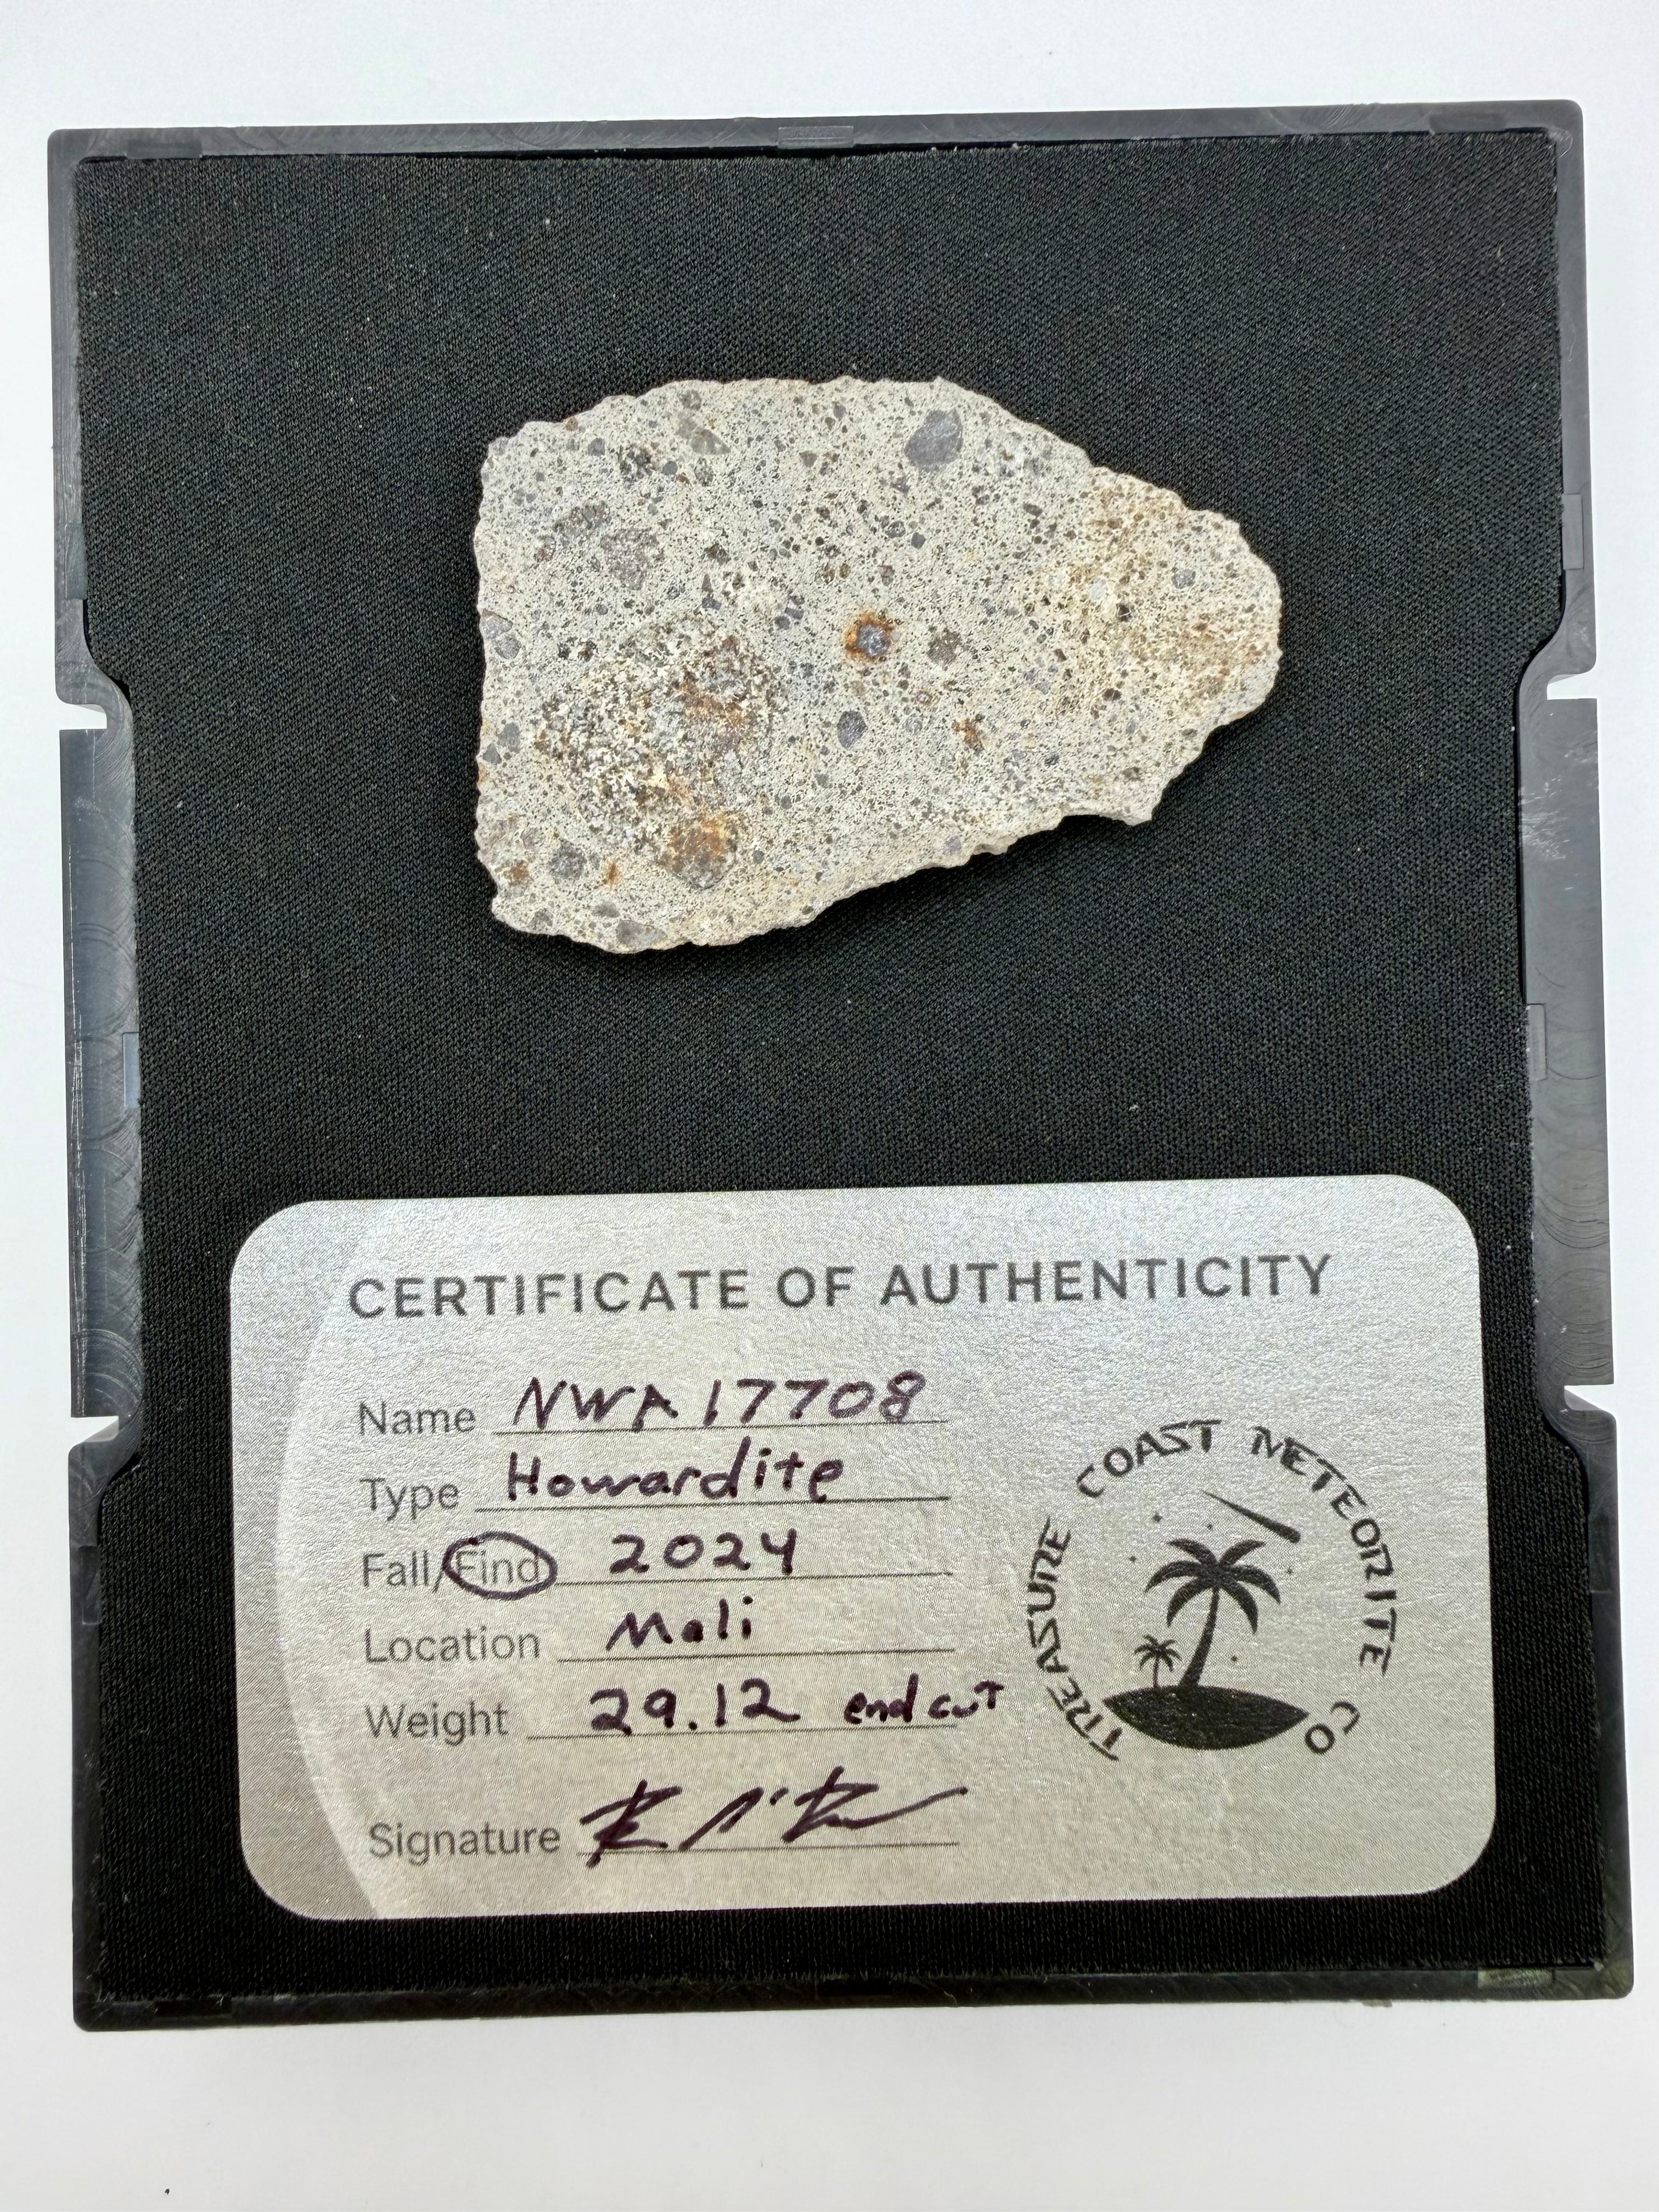 CERTIFICATE OF AUTHENTICITY
Name NWA 17708
Type Howardite
Fall/Find 2024
Location Mali
Weight 29.12 end cut
Signature
TREASURE COAST METEORITE CO